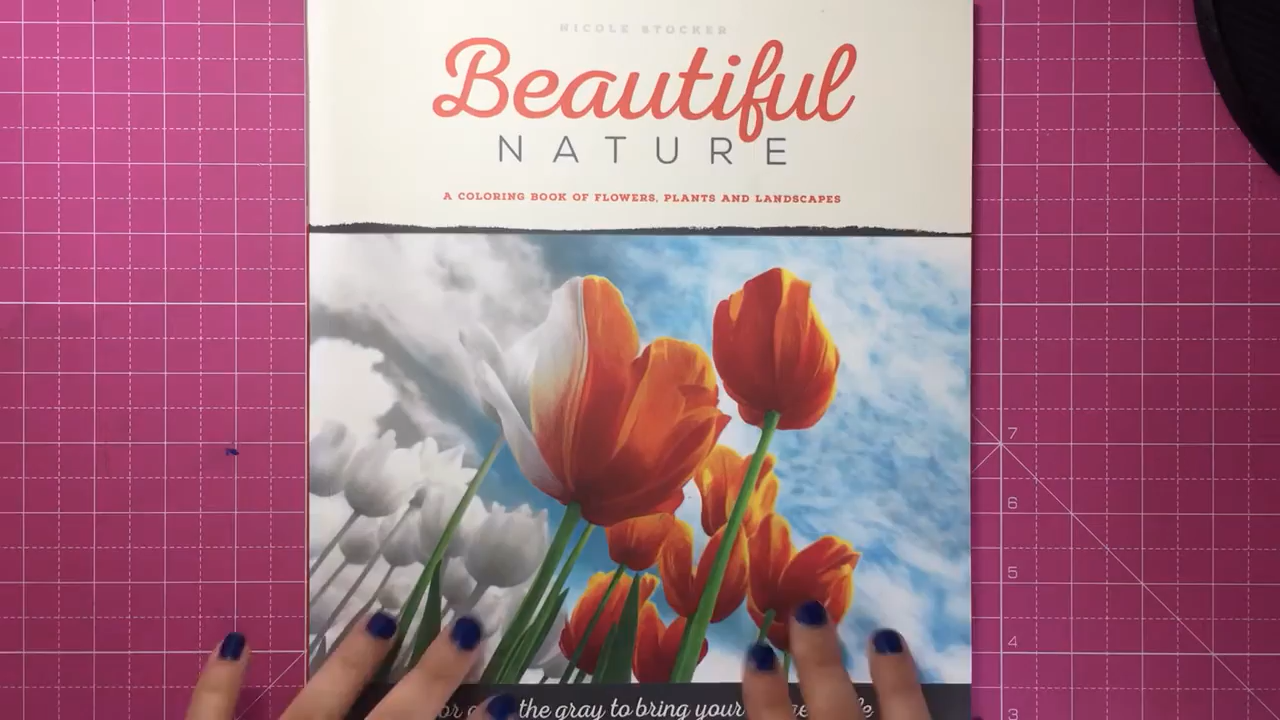 NICOLE STOCKER
Beautiful
NATURE
A COLORING BOOK OF FLOWERS, PLANTS AND LANDSCAPES
7
6
5
4
3
the gray to bring your